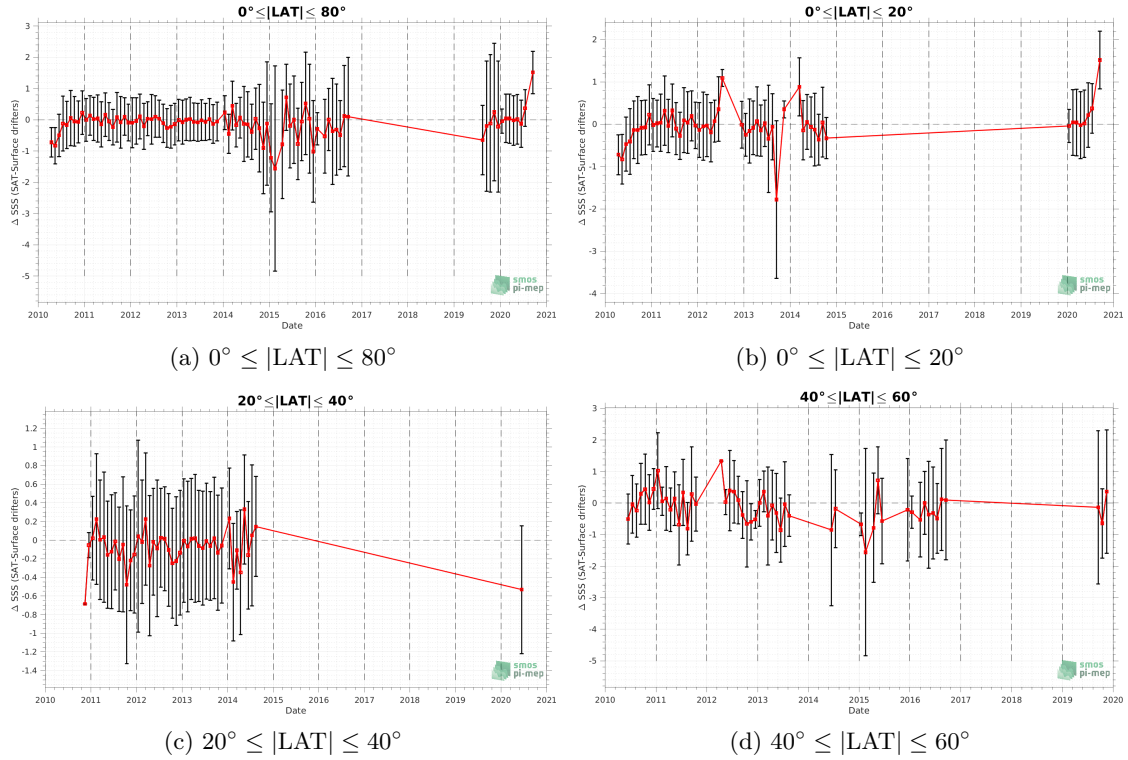 0°≤|LAT|≤ 80°
3
2
1
0
-1
-2
-3
-4
-5
Δ SSS (SAT-Surface drifters)
2010 2011 2012 2013 2014 2015 2016 2017 2018 2019 2020 2021
Date
smos
pi-mep
(a) 0° ≤ |LAT| ≤ 80°
0°≤|LAT|≤ 20°
2
1
0
-1
-2
-3
-4
Δ SSS (SAT-Surface drifters)
2010 2011 2012 2013 2014 2015 2016 2017 2018 2019 2020 2021
Date
smos
pi-mep
(b) 0° ≤ |LAT| ≤ 20°
20°≤|LAT|≤ 40°
1.2
1
0.8
0.6
0.4
0.2
0
-0.2
-0.4
-0.6
-0.8
-1
-1.2
-1.4
Δ SSS (SAT-Surface drifters)
2010 2011 2012 2013 2014 2015 2016 2017 2018 2019 2020 2021
Date
smos
pi-mep
(c) 20° ≤ |LAT| ≤ 40°
40°≤|LAT|≤ 60°
3
2
1
0
-1
-2
-3
-4
-5
Δ SSS (SAT-Surface drifters)
2010 2011 2012 2013 2014 2015 2016 2017 2018 2019 2020
Date
smos
pi-mep
(d) 40° ≤ |LAT| ≤ 60°